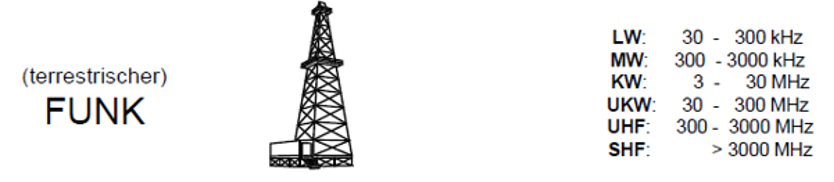 (terrestrischer)
FUNK
LW: 30 - 300 kHz
MW: 300 - 3000 kHz
KW: 3 - 30 MHz
UKW: 30 - 300 MHz
UHF: 300 - 3000 MHz
SHF: > 3000 MHz